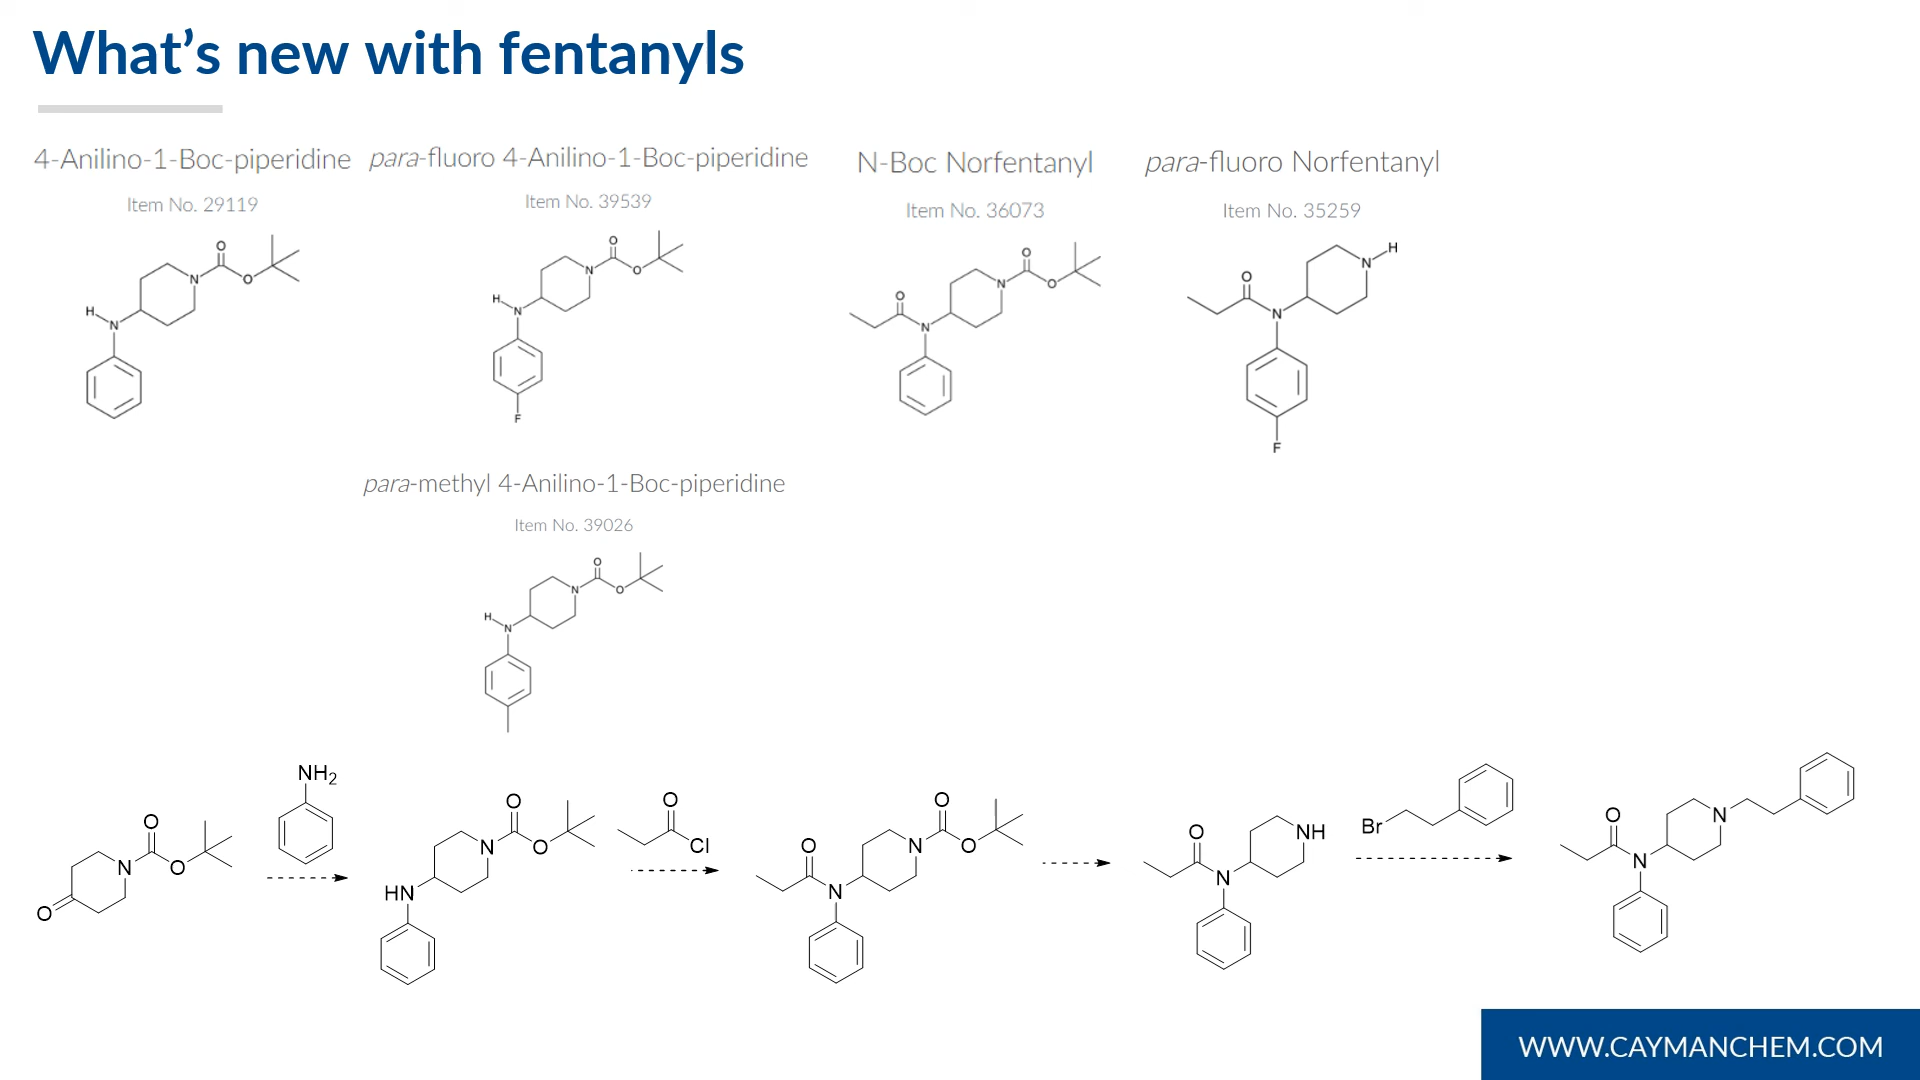 What's new with fentanyls
4-Anilino-1-Boc-piperidine
Item No. 29119
para-fluoro 4-Anilino-1-Boc-piperidine
Item No. 39539
N-Boc Norfentanyl
Item No. 36073
para-fluoro Norfentanyl
Item No. 35259
O
N
O
H
N
O
N
O
H
N
F
O
N
O
O
N
H
N
O
N
F
para-methyl 4-Anilino-1-Boc-piperidine
Item No. 39026
O
N
O
H
N
NH2
O
N
O
O
O
N
O
HN
O
Cl
O
N
O
O
N
O
NH
N
Br
O
N
N
WWW.CAYMANCHEM.COM